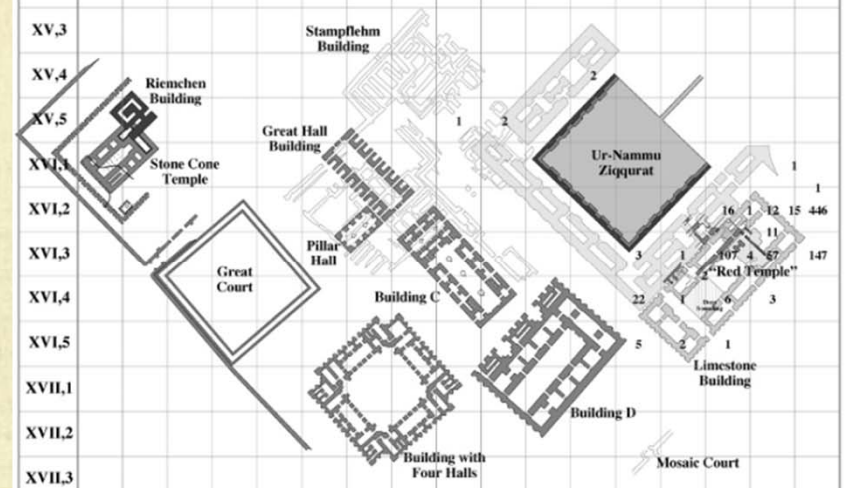 XV,3
Stampflehm
Building
XV,4
2
Riemchen
Building
XV,5
1
2
Great Hall
Building
Ur-Nammu
Ziqqurat
XVI,1
Stone Cone
Temple
1
1
XVI,2
16
1
12
15
446
11
Pillar
Hall
XVI,3
3
1
107
4
57
147
2
"Red Temple"
Great
Court
Building C
XVI,4
22
1
6
3
XVI,5
5
2
1
Limestone
Building
XVII,1
Building D
XVII,2
Building with
Four Halls
Mosaic Court
XVII,3